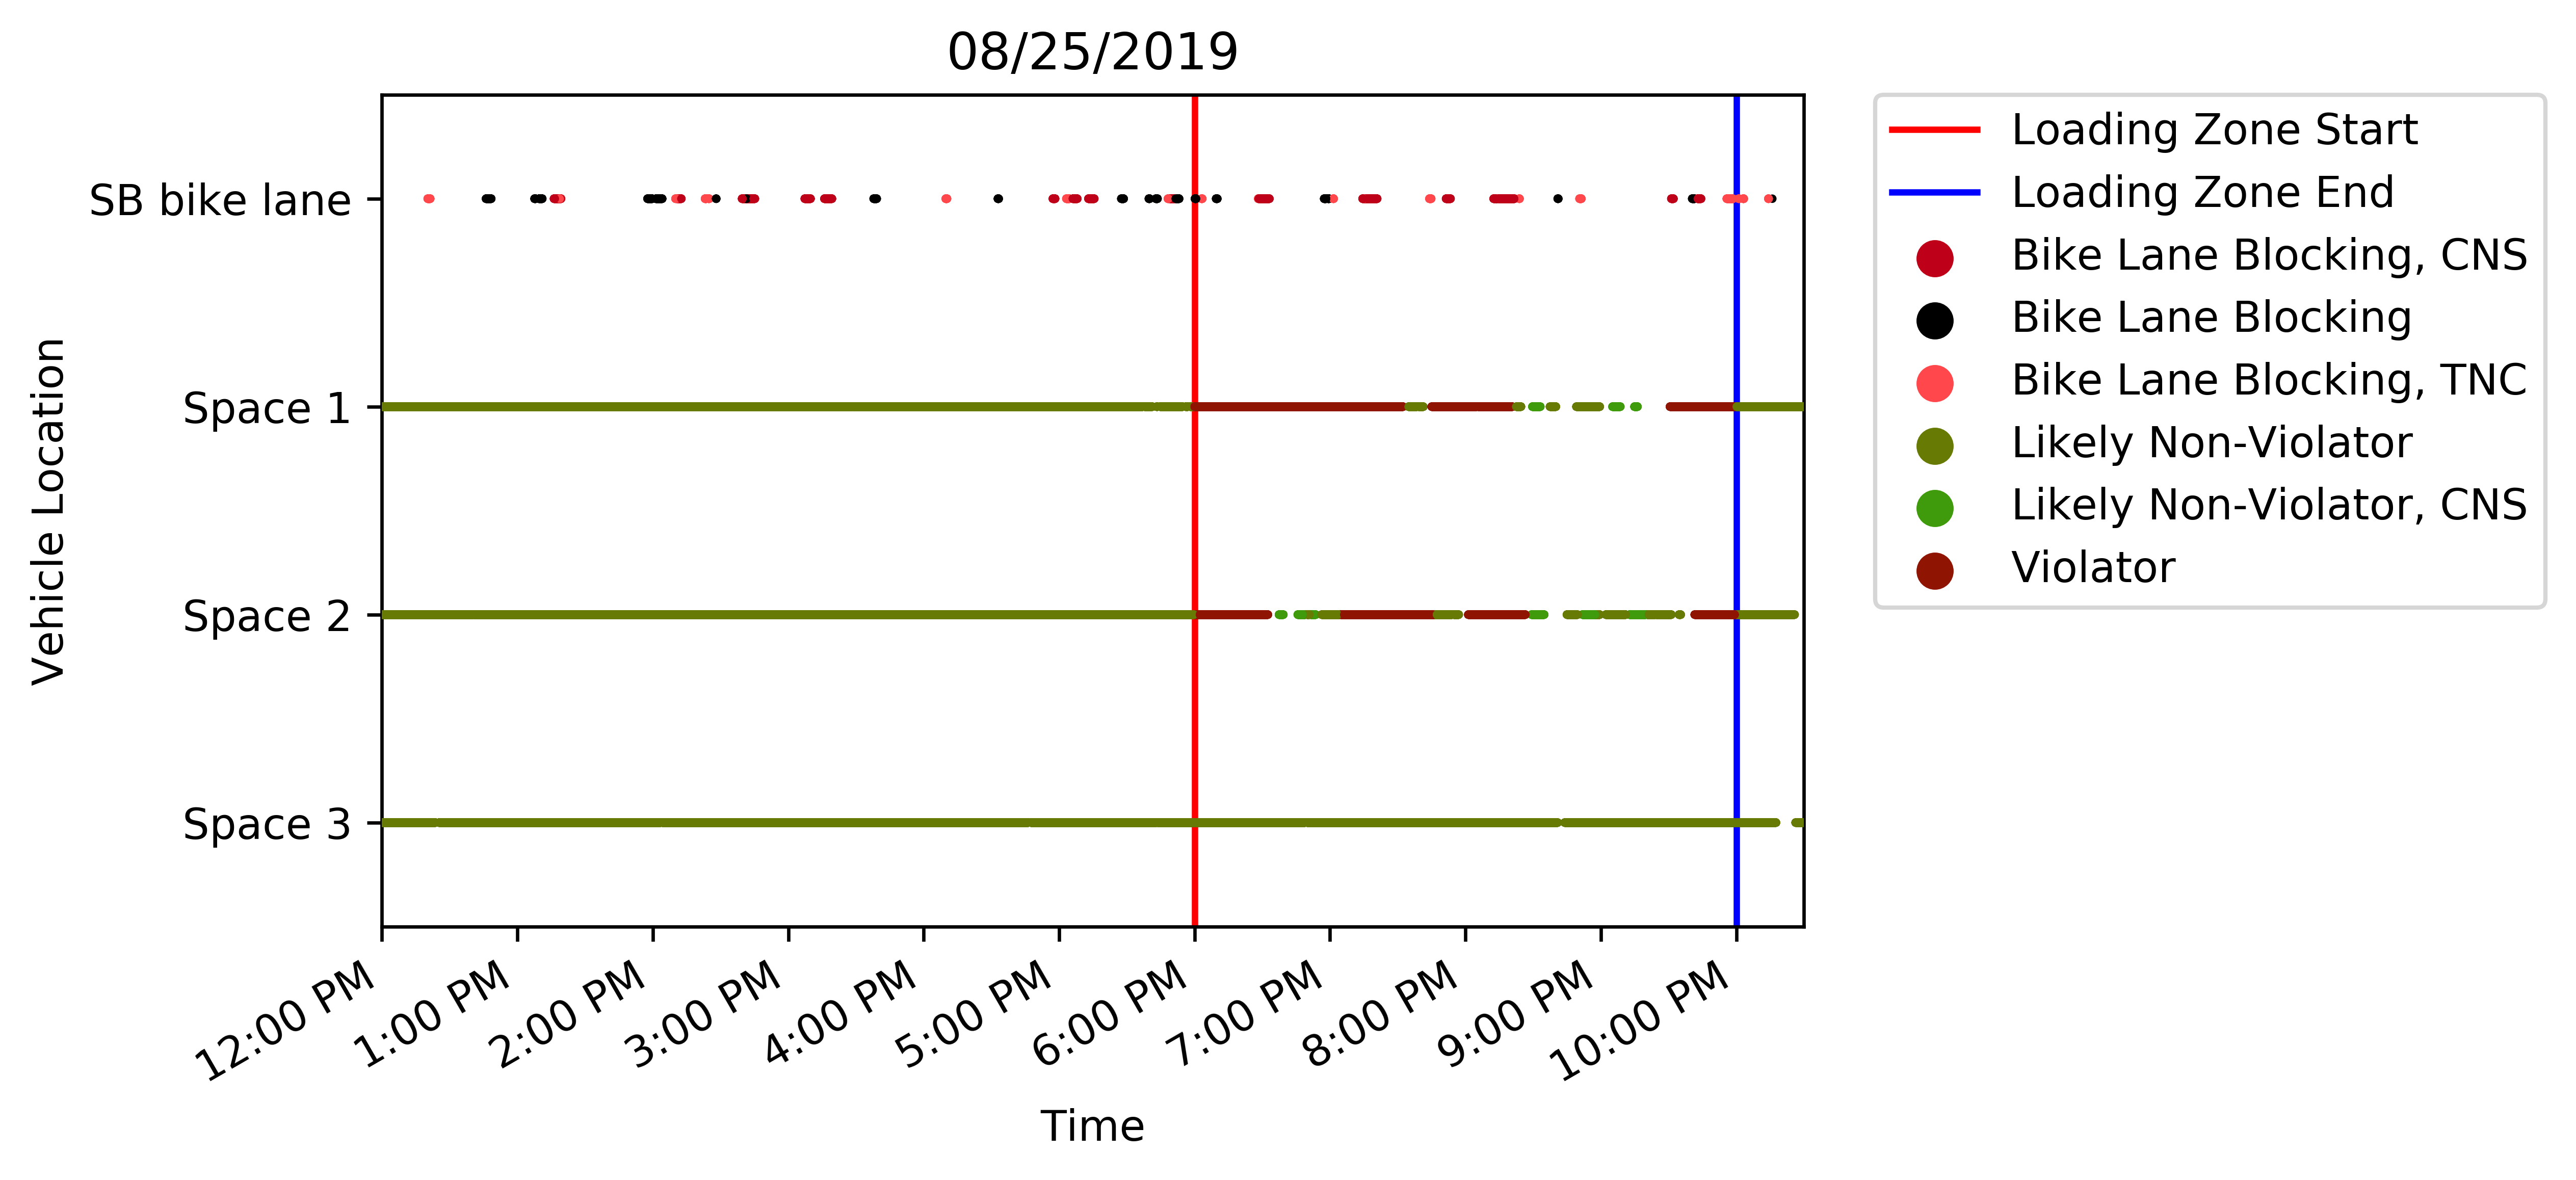 08/25/2019
SB bike lane
Space 1
Space 2
Space 3
Vehicle Location
12:00 PM
1:00 PM
2:00 PM
3:00 PM
4:00 PM
5:00 PM
6:00 PM
7:00 PM
8:00 PM
9:00 PM
10:00 PM
Time
Loading Zone Start
Loading Zone End
Bike Lane Blocking, CNS
Bike Lane Blocking
Bike Lane Blocking, TNC
Likely Non-Violator
Likely Non-Violator, CNS
Violator